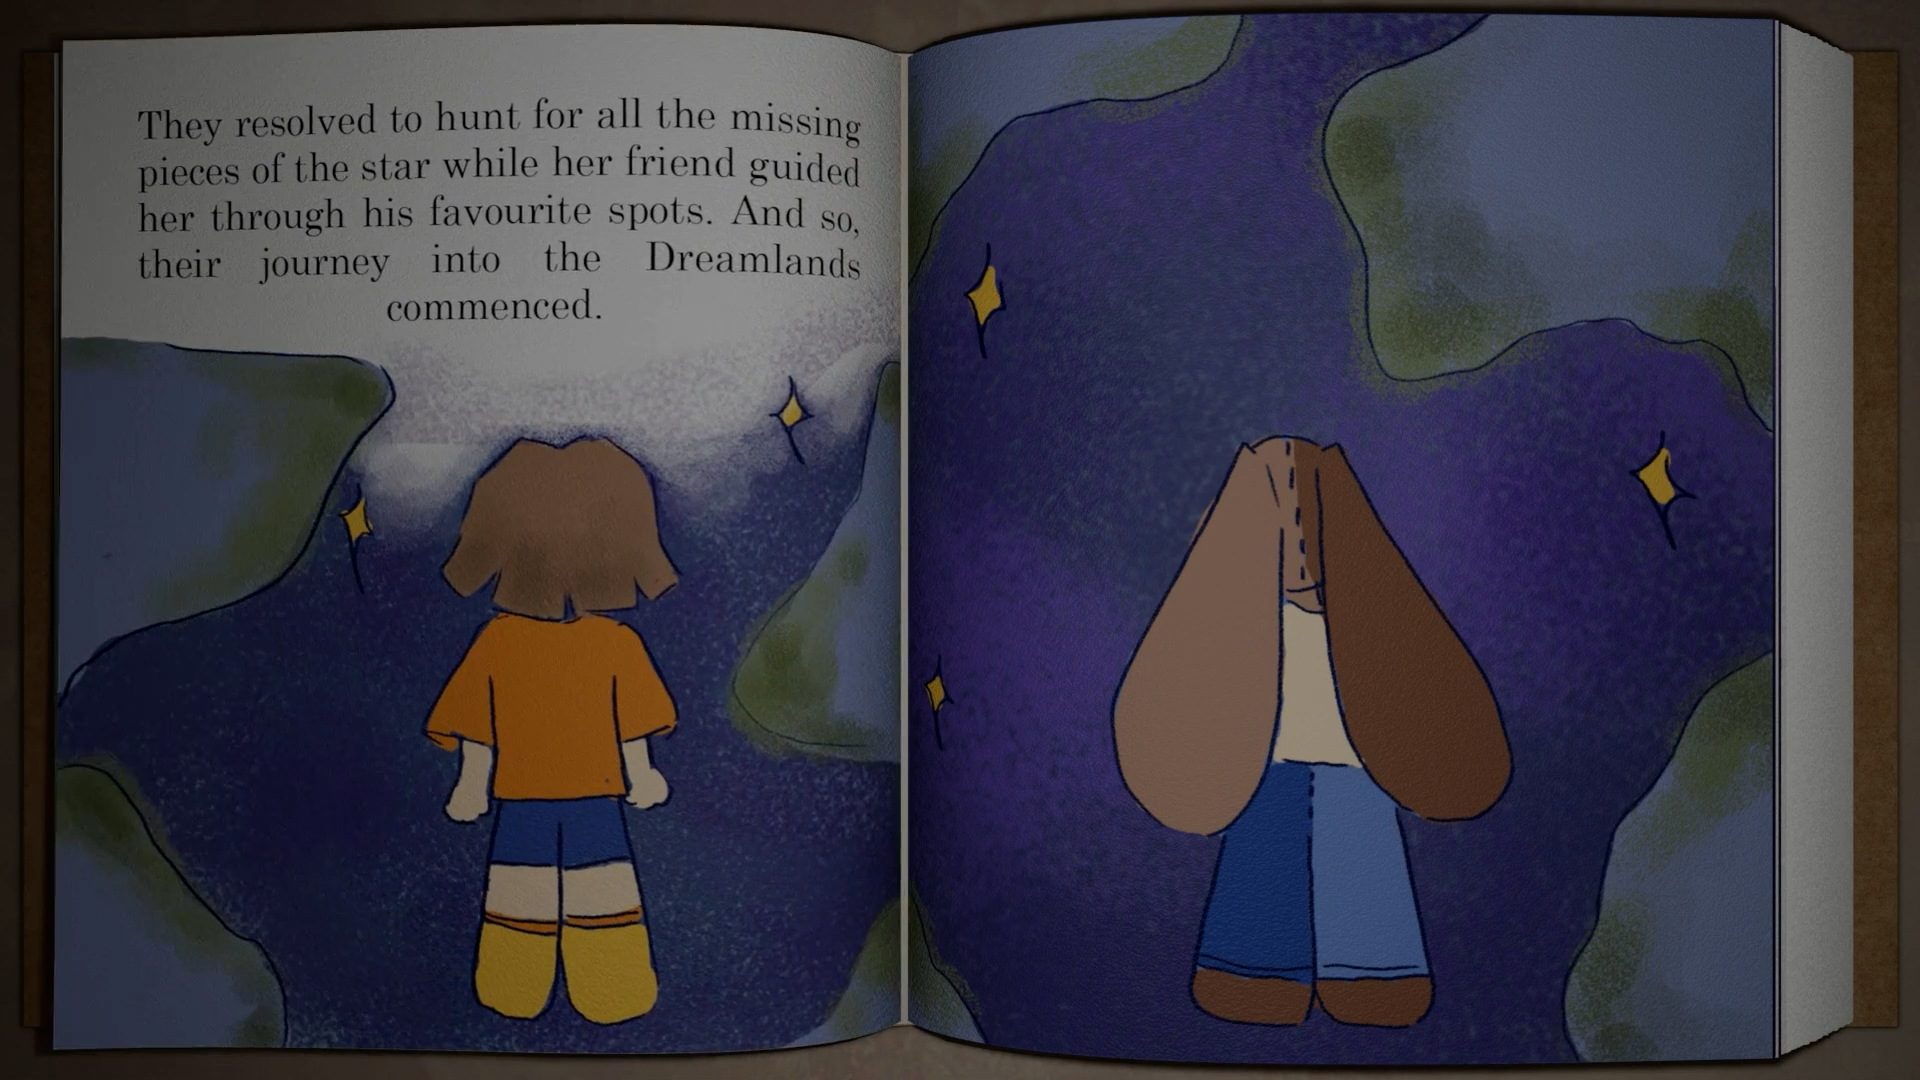 They resolved to hunt for all the missing
pieces of the star while her friend guided
her through his favourite spots. And so,
their journey into the Dreamlands
commenced.